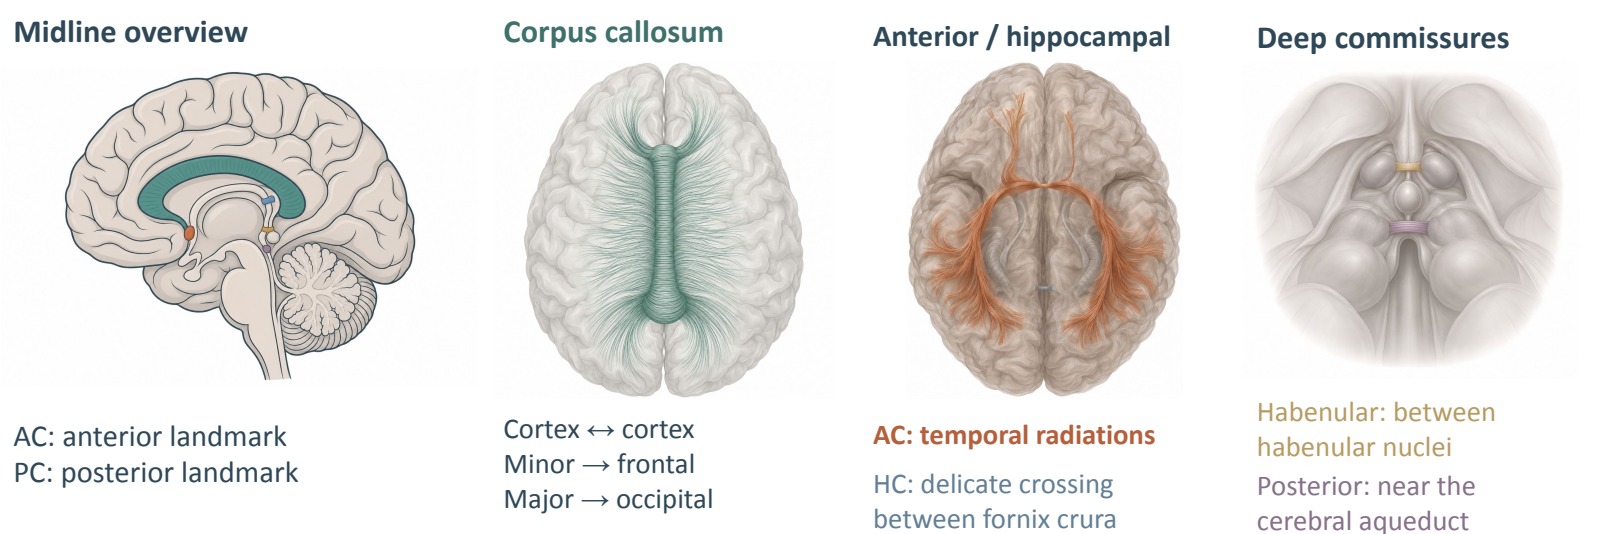 Midline overview
AC: anterior landmark
PC: posterior landmark
Corpus callosum
Cortex ↔ cortex
Minor → frontal
Major → occipital
Anterior / hippocampal
AC: temporal radiations
HC: delicate crossing
between fornix crura
Deep commissures
Habenular: between
habenular nuclei
Posterior: near the
cerebral aqueduct